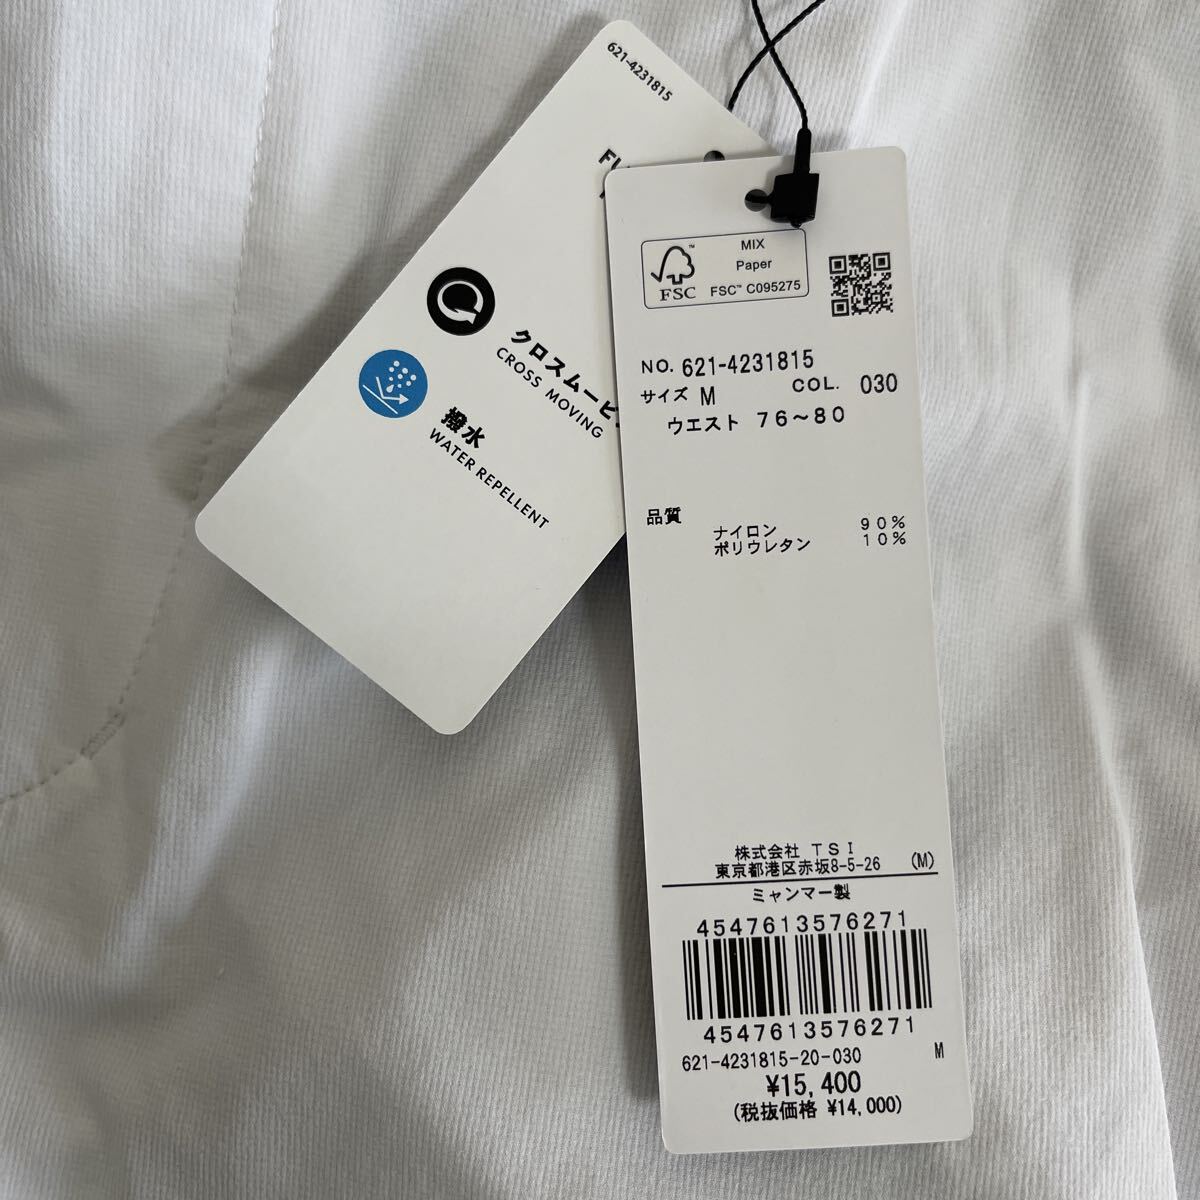 621-4231815
クロスムービ
CROSS MOVING
撥水
WATER REPELLENT
FSC™
MIX
Paper
FSC™ C095275
NO. 621-4231815
サイズ M COL. 030
ウエスト 76～80
品質
ナイロン 90%
ポリウレタン 10%
株式会社 TSI
東京都港区赤坂8-5-26 (M)
ミャンマー製
4547613576271
4547613576271
621-4231815-20-030 M
¥15,400
(税抜価格 ¥14,000)